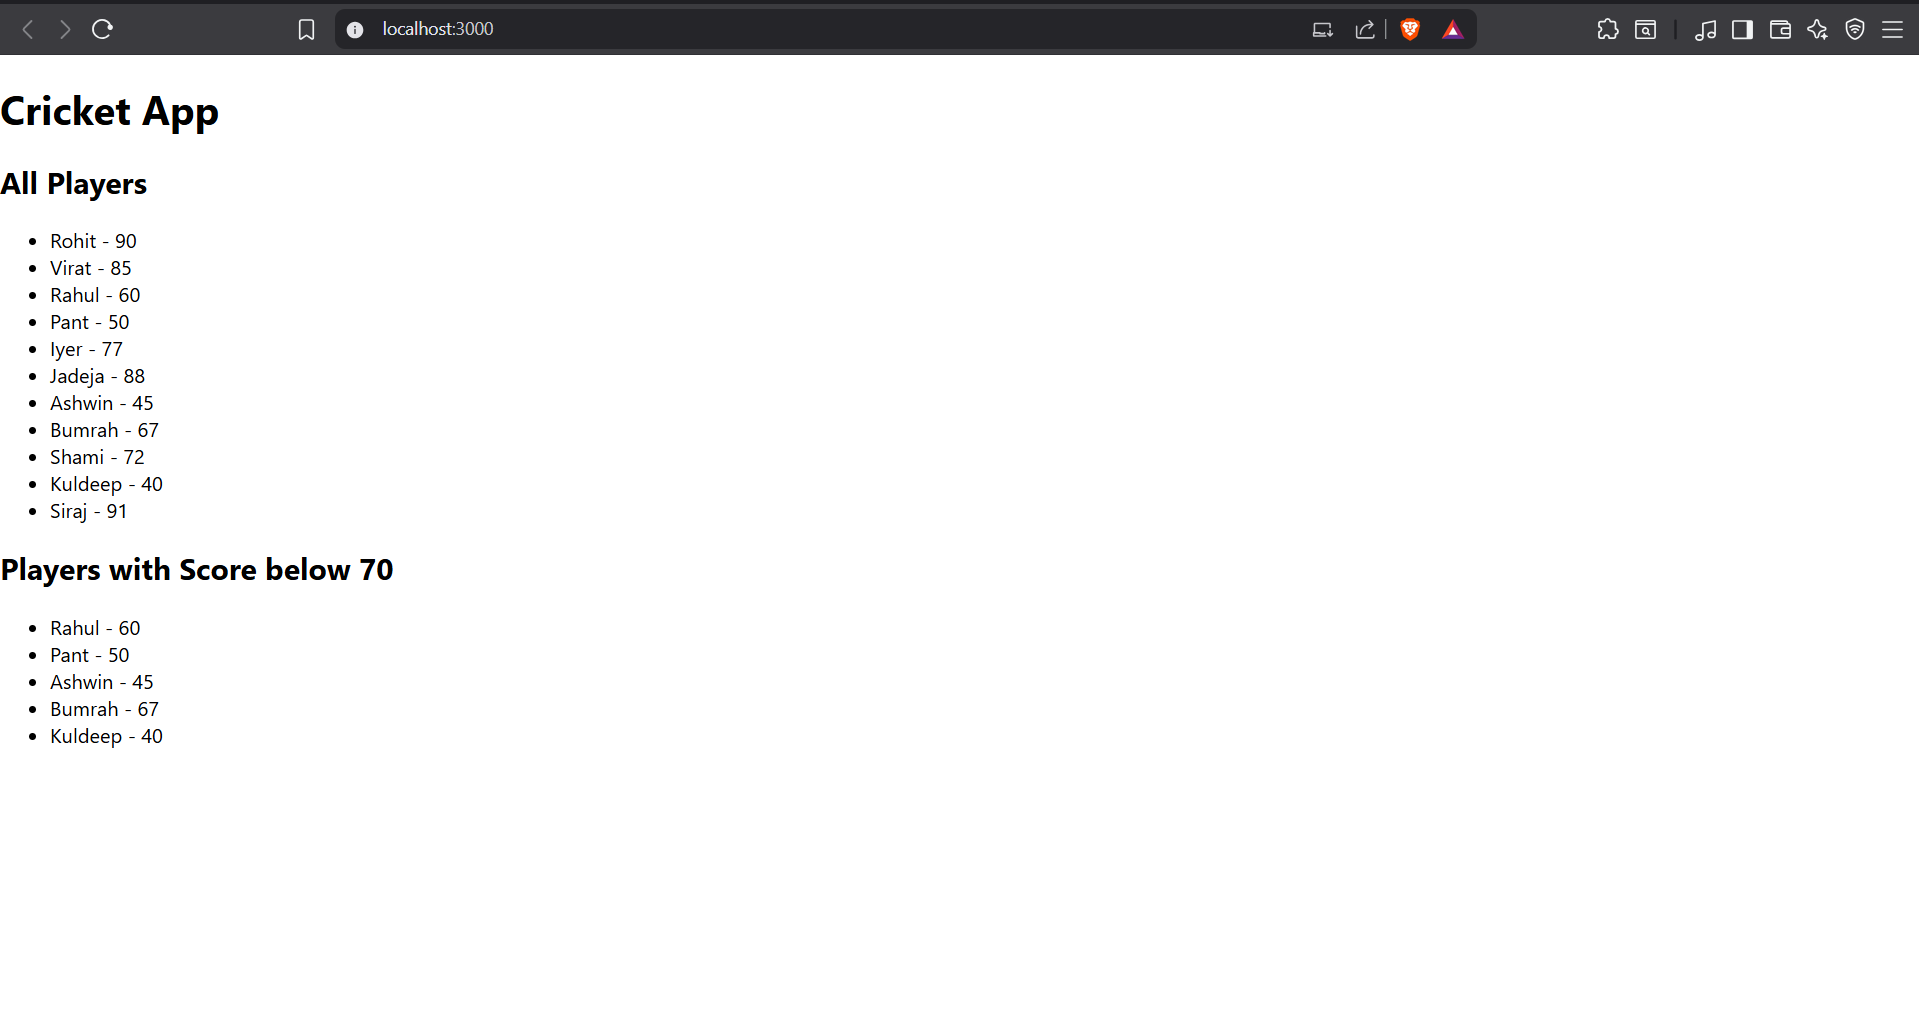 localhost:3000
Cricket App
All Players
Rohit - 90
Virat - 85
Rahul - 60
Pant - 50
Iyer - 77
Jadeja - 88
Ashwin - 45
Bumrah - 67
Shami - 72
Kuldeep - 40
Siraj - 91
Players with Score below 70
Rahul - 60
Pant - 50
Ashwin - 45
Bumrah - 67
Kuldeep - 40